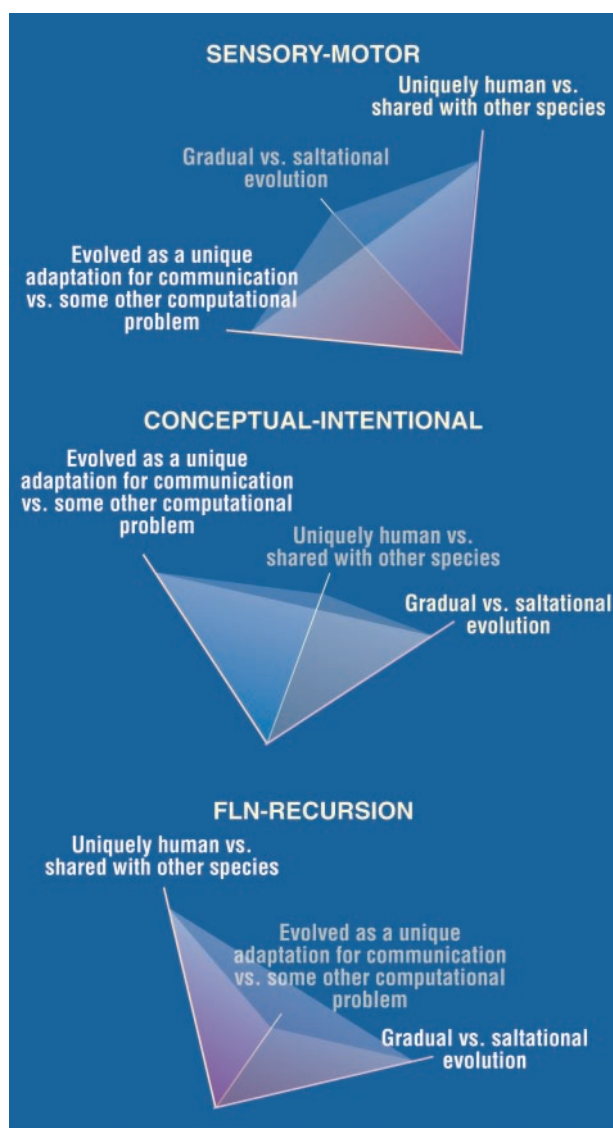 SENSORY-MOTOR
Uniquely human vs.
shared with other species
Gradual vs. saltational
evolution
Evolved as a unique
adaptation for communication
vs. some other computational
problem
CONCEPTUAL-INTENTIONAL
Evolved as a unique
adaptation for communication
vs. some other computational
problem
Uniquely human vs.
shared with other species
Gradual vs. saltational
evolution
FLN-RECURSION
Uniquely human vs.
shared with other species
Evolved as a unique
adaptation for communication
vs. some other computational
problem
Gradual vs. saltational
evolution